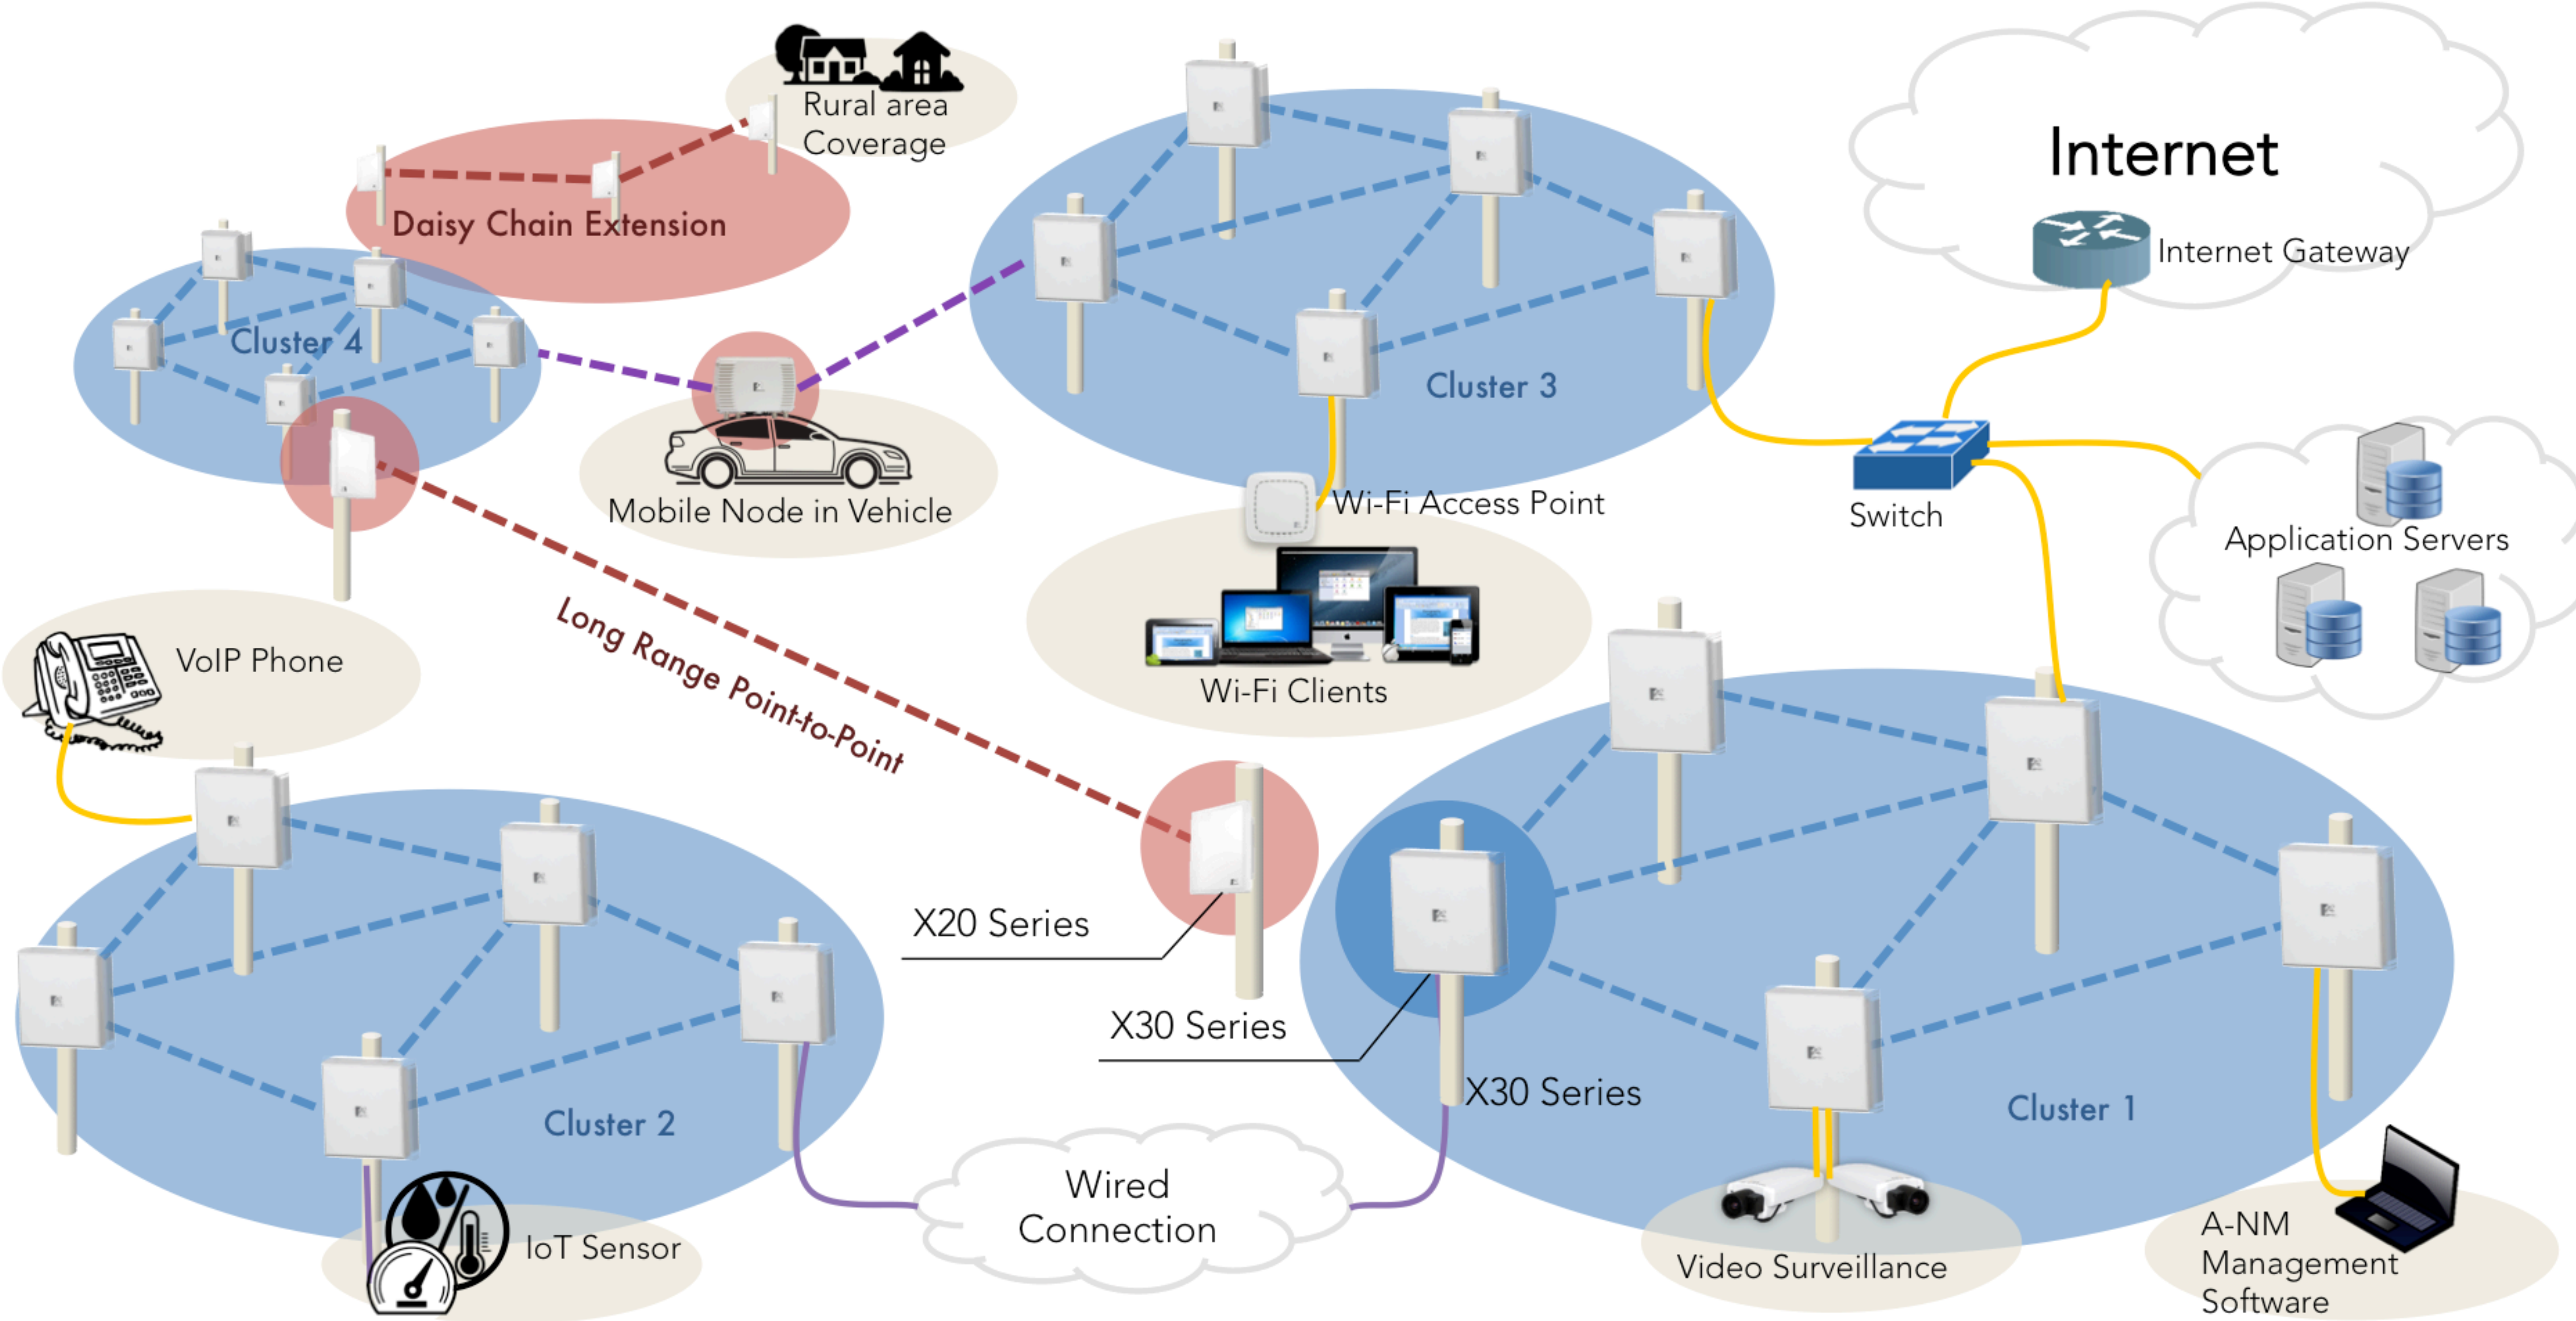 Rural area
Coverage
Internet
Daisy Chain Extension
Internet Gateway
Cluster 4
Cluster 3
Mobile Node in Vehicle
Wi-Fi Access Point
Switch
Application Servers
Long Range Point-to-Point
VoIP Phone
Wi-Fi Clients
X20 Series
X30 Series
X30 Series
Cluster 1
Cluster 2
Wired
Connection
IoT Sensor
Video Surveillance
A-NM
Management
Software